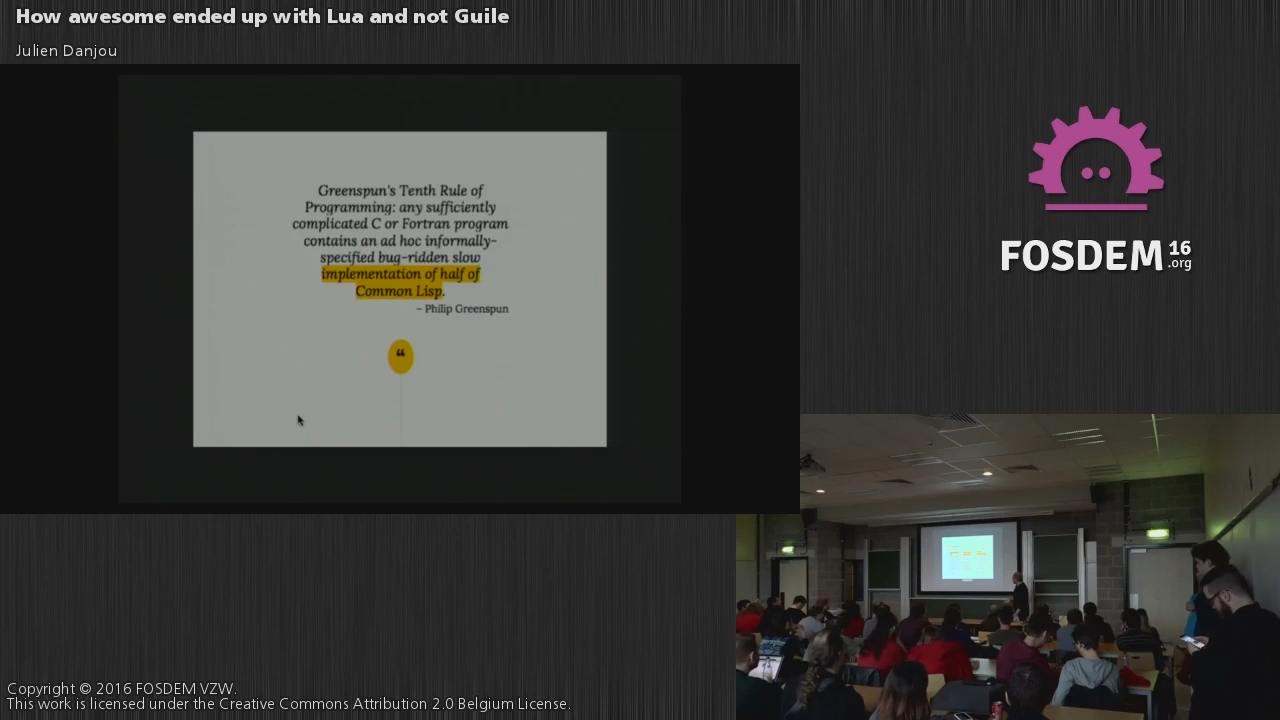 How awesome ended up with Lua and not Guile
Julien Danjou
Greenspun's Tenth Rule of
Programming: any sufficiently
complicated C or Fortran program
contains an ad hoc informally-
specified bug-ridden slow
implementation of half of
Common Lisp.
– Philip Greenspun
“
FOSDEM 16
.org
Copyright © 2016 FOSDEM VZW.
This work is licensed under the Creative Commons Attribution 2.0 Belgium License.